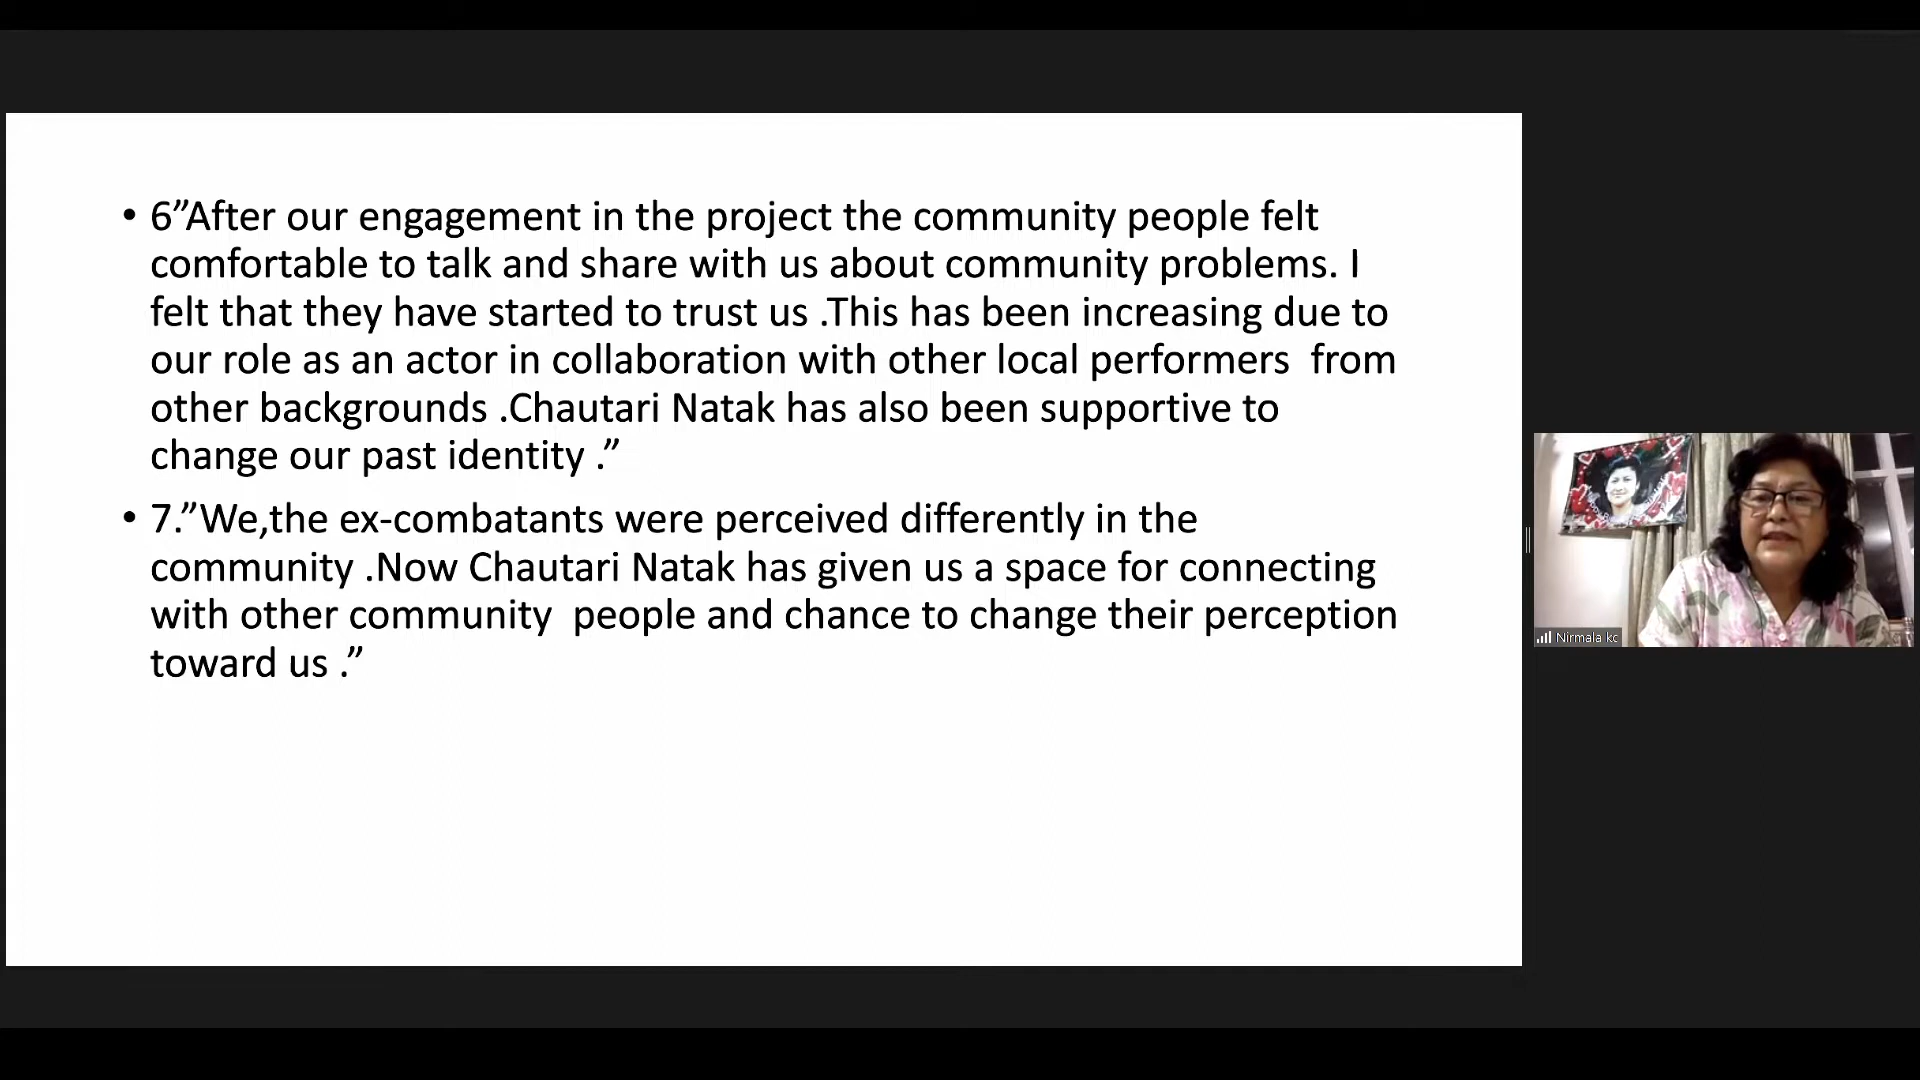 • 6”After our engagement in the project the community people felt
comfortable to talk and share with us about community problems. I
felt that they have started to trust us .This has been increasing due to
our role as an actor in collaboration with other local performers  from
other backgrounds .Chautari Natak has also been supportive to
change our past identity .”
• 7.”We,the ex-combatants were perceived differently in the
community .Now Chautari Natak has given us a space for connecting
with other community  people and chance to change their perception
toward us .”
Nirmala kc